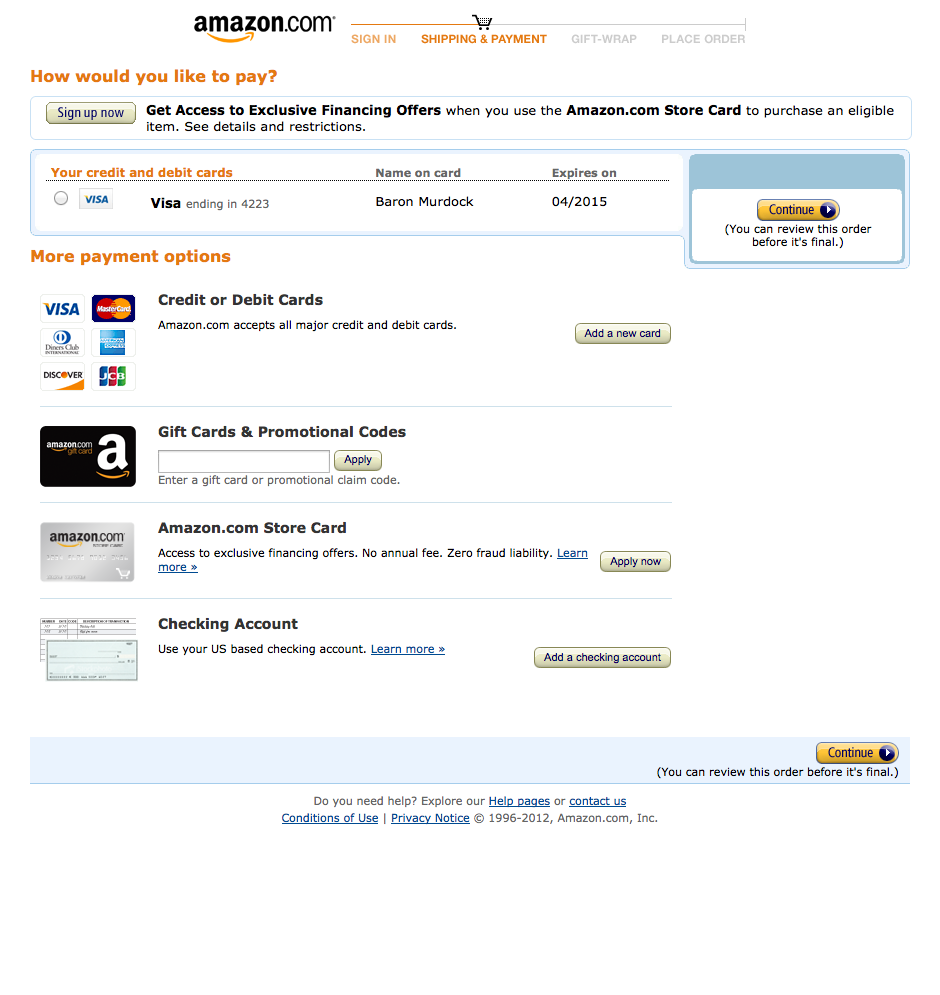 amazon.com
SIGN IN SHIPPING & PAYMENT GIFT-WRAP PLACE ORDER
How would you like to pay?
Sign up now
Get Access to Exclusive Financing Offers when you use the Amazon.com Store Card to purchase an eligible
item. See details and restrictions.
Your credit and debit cards Name on card Expires on
VISA Visa ending in 4223 Baron Murdock 04/2015
Continue
(You can review this order
before it's final.)
More payment options
VISA MasterCard
Diners Club INTERNATIONAL AMERICAN EXPRESS
DISCOVER JCB
Credit or Debit Cards
Amazon.com accepts all major credit and debit cards.
Add a new card
amazon.com
gift card
a
Gift Cards & Promotional Codes
Apply
Enter a gift card or promotional claim code.
amazon.com
Amazon.com Store Card
Access to exclusive financing offers. No annual fee. Zero fraud liability. Learn
more »
Apply now
Checking Account
Use your US based checking account. Learn more »
Add a checking account
Continue
(You can review this order before it's final.)
Do you need help? Explore our Help pages or contact us
Conditions of Use | Privacy Notice © 1996-2012, Amazon.com, Inc.